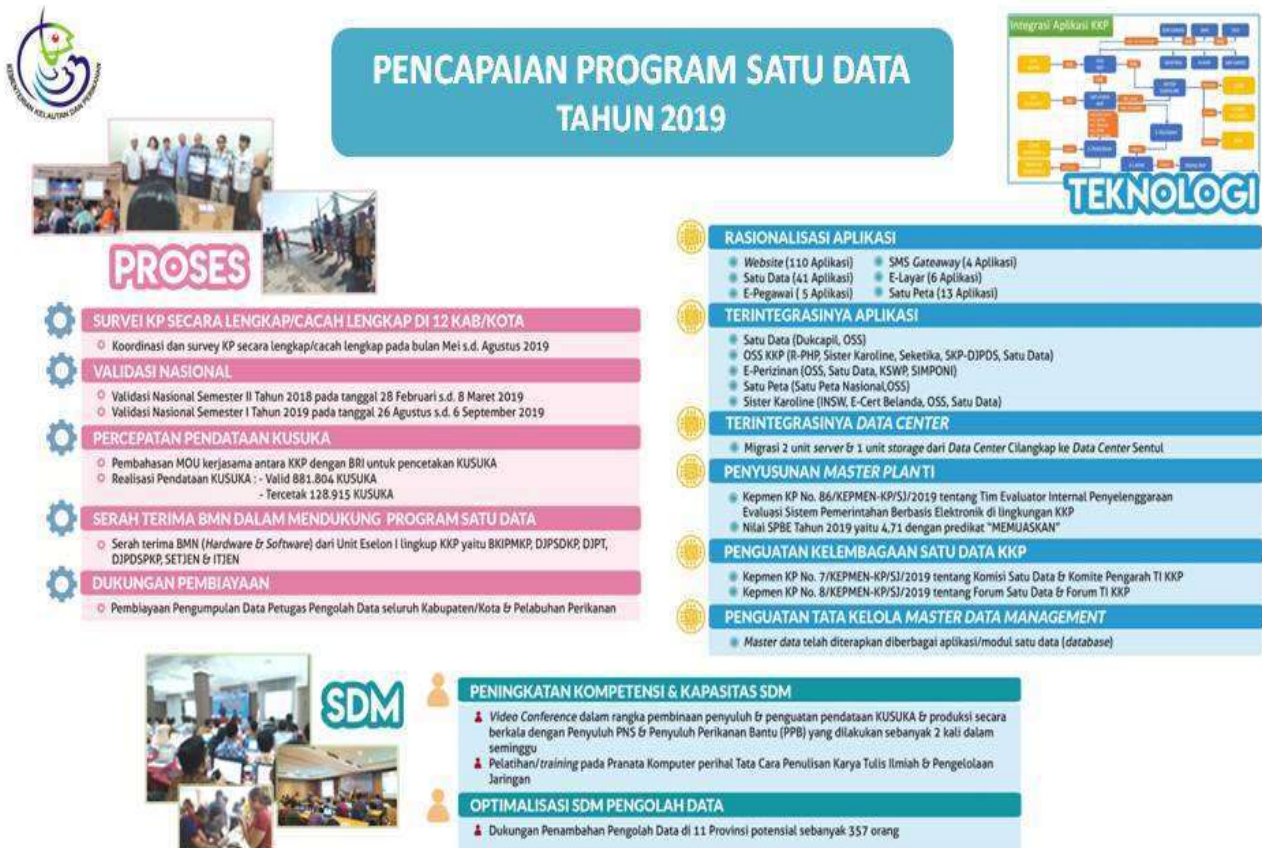 KEMENTERIAN KELAUTAN DAN PERIKANAN
PENCAPAIAN PROGRAM SATU DATA
TAHUN 2019
Integrasi Aplikasi KKP
TEKNOLOGI
PROSES
SURVEI KP SECARA LENGKAP/CACAH LENGKAP DI 12 KAB/KOTA
Koordinasi dan survey KP secara lengkap/cacah lengkap pada bulan Mei s.d. Agustus 2019
VALIDASI NASIONAL
Validasi Nasional Semester II Tahun 2018 pada tanggal 28 Februari s.d. 8 Maret 2019
Validasi Nasional Semester I Tahun 2019 pada tanggal 26 Agustus s.d. 6 September 2019
PERCEPATAN PENDATAAN KUSUKA
Pembahasan MOU kerjasama antara KKP dengan BRI untuk pencetakan KUSUKA
Realisasi Pendataan KUSUKA : - Valid 881.804 KUSUKA
- Tercetak 128.915 KUSUKA
SERAH TERIMA BMN DALAM MENDUKUNG PROGRAM SATU DATA
Serah terima BMN (Hardware & Software) dari Unit Eselon I lingkup KKP yaitu BKIPMKP, DJPSDKP, DJPT,
DJPDSPKP, SETJEN & ITJEN
DUKUNGAN PEMBIAYAAN
Pembiayaan Pengumpulan Data Petugas Pengolah Data seluruh Kabupaten/Kota & Pelabuhan Perikanan
RASIONALISASI APLIKASI
Website (110 Aplikasi) SMS Gateaway (4 Aplikasi)
Satu Data (41 Aplikasi) E-Layar (6 Aplikasi)
E-Pegawai ( 5 Aplikasi) Satu Peta (13 Aplikasi)
TERINTEGRASINYA APLIKASI
Satu Data (Dukcapil, OSS)
OSS KKP (R-PHP, Sister Karoline, Seketika, SKP-DJPDS, Satu Data)
E-Perizinan (OSS, Satu Data, KSWP, SIMPONI)
Satu Peta (Satu Peta Nasional,OSS)
Sister Karoline (INSW, E-Cert Belanda, OSS, Satu Data)
TERINTEGRASINYA DATA CENTER
Migrasi 2 unit server & 1 unit storage dari Data Center Cilangkap ke Data Center Sentul
PENYUSUNAN MASTER PLAN TI
Kepmen KP No. 86/KEPMEN-KP/SJ/2019 tentang Tim Evaluator Internal Penyelenggaraan
Evaluasi Sistem Pemerintahan Berbasis Elektronik di lingkungan KKP
Nilai SPBE Tahun 2019 yaitu 4,71 dengan predikat "MEMUASKAN"
PENGUATAN KELEMBAGAAN SATU DATA KKP
Kepmen KP No. 7/KEPMEN-KP/SJ/2019 tentang Komisi Satu Data & Komite Pengarah TI KKP
Kepmen KP No. 8/KEPMEN-KP/SJ/2019 tentang Forum Satu Data & Forum TI KKP
PENGUATAN TATA KELOLA MASTER DATA MANAGEMENT
Master data telah diterapkan diberbagai aplikasi/modul satu data (database)
SDM
PENINGKATAN KOMPETENSI & KAPASITAS SDM
Video Conference dalam rangka pembinaan penyuluh & penguatan pendataan KUSUKA & produksi secara
berkala dengan Penyuluh PNS & Penyuluh Perikanan Bantu (PPB) yang dilakukan sebanyak 2 kali dalam
seminggu
Pelatihan/training pada Pranata Komputer perihal Tata Cara Penulisan Karya Tulis Ilmiah & Pengelolaan
Jaringan
OPTIMALISASI SDM PENGOLAH DATA
Dukungan Penambahan Pengolah Data di 11 Provinsi potensial sebanyak 357 orang